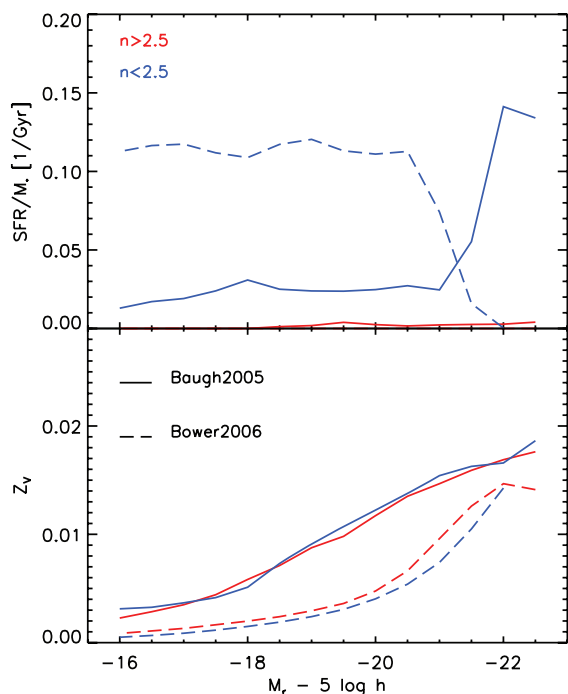 0.20
n>2.5
n<2.5
0.15
SFR/M. [1/Gyr]
0.10
0.05
0.00
Baugh2005
Bower2006
0.02
Z_v
0.01
0.00
-16 -18 -20 -22
M_r - 5 log h